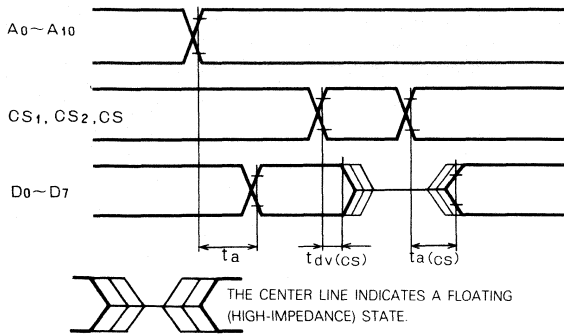 A0~A10
CS1, CS2, CS
D0~D7
ta
tdv(CS)
ta(CS)
THE CENTER LINE INDICATES A FLOATING
(HIGH-IMPEDANCE) STATE.